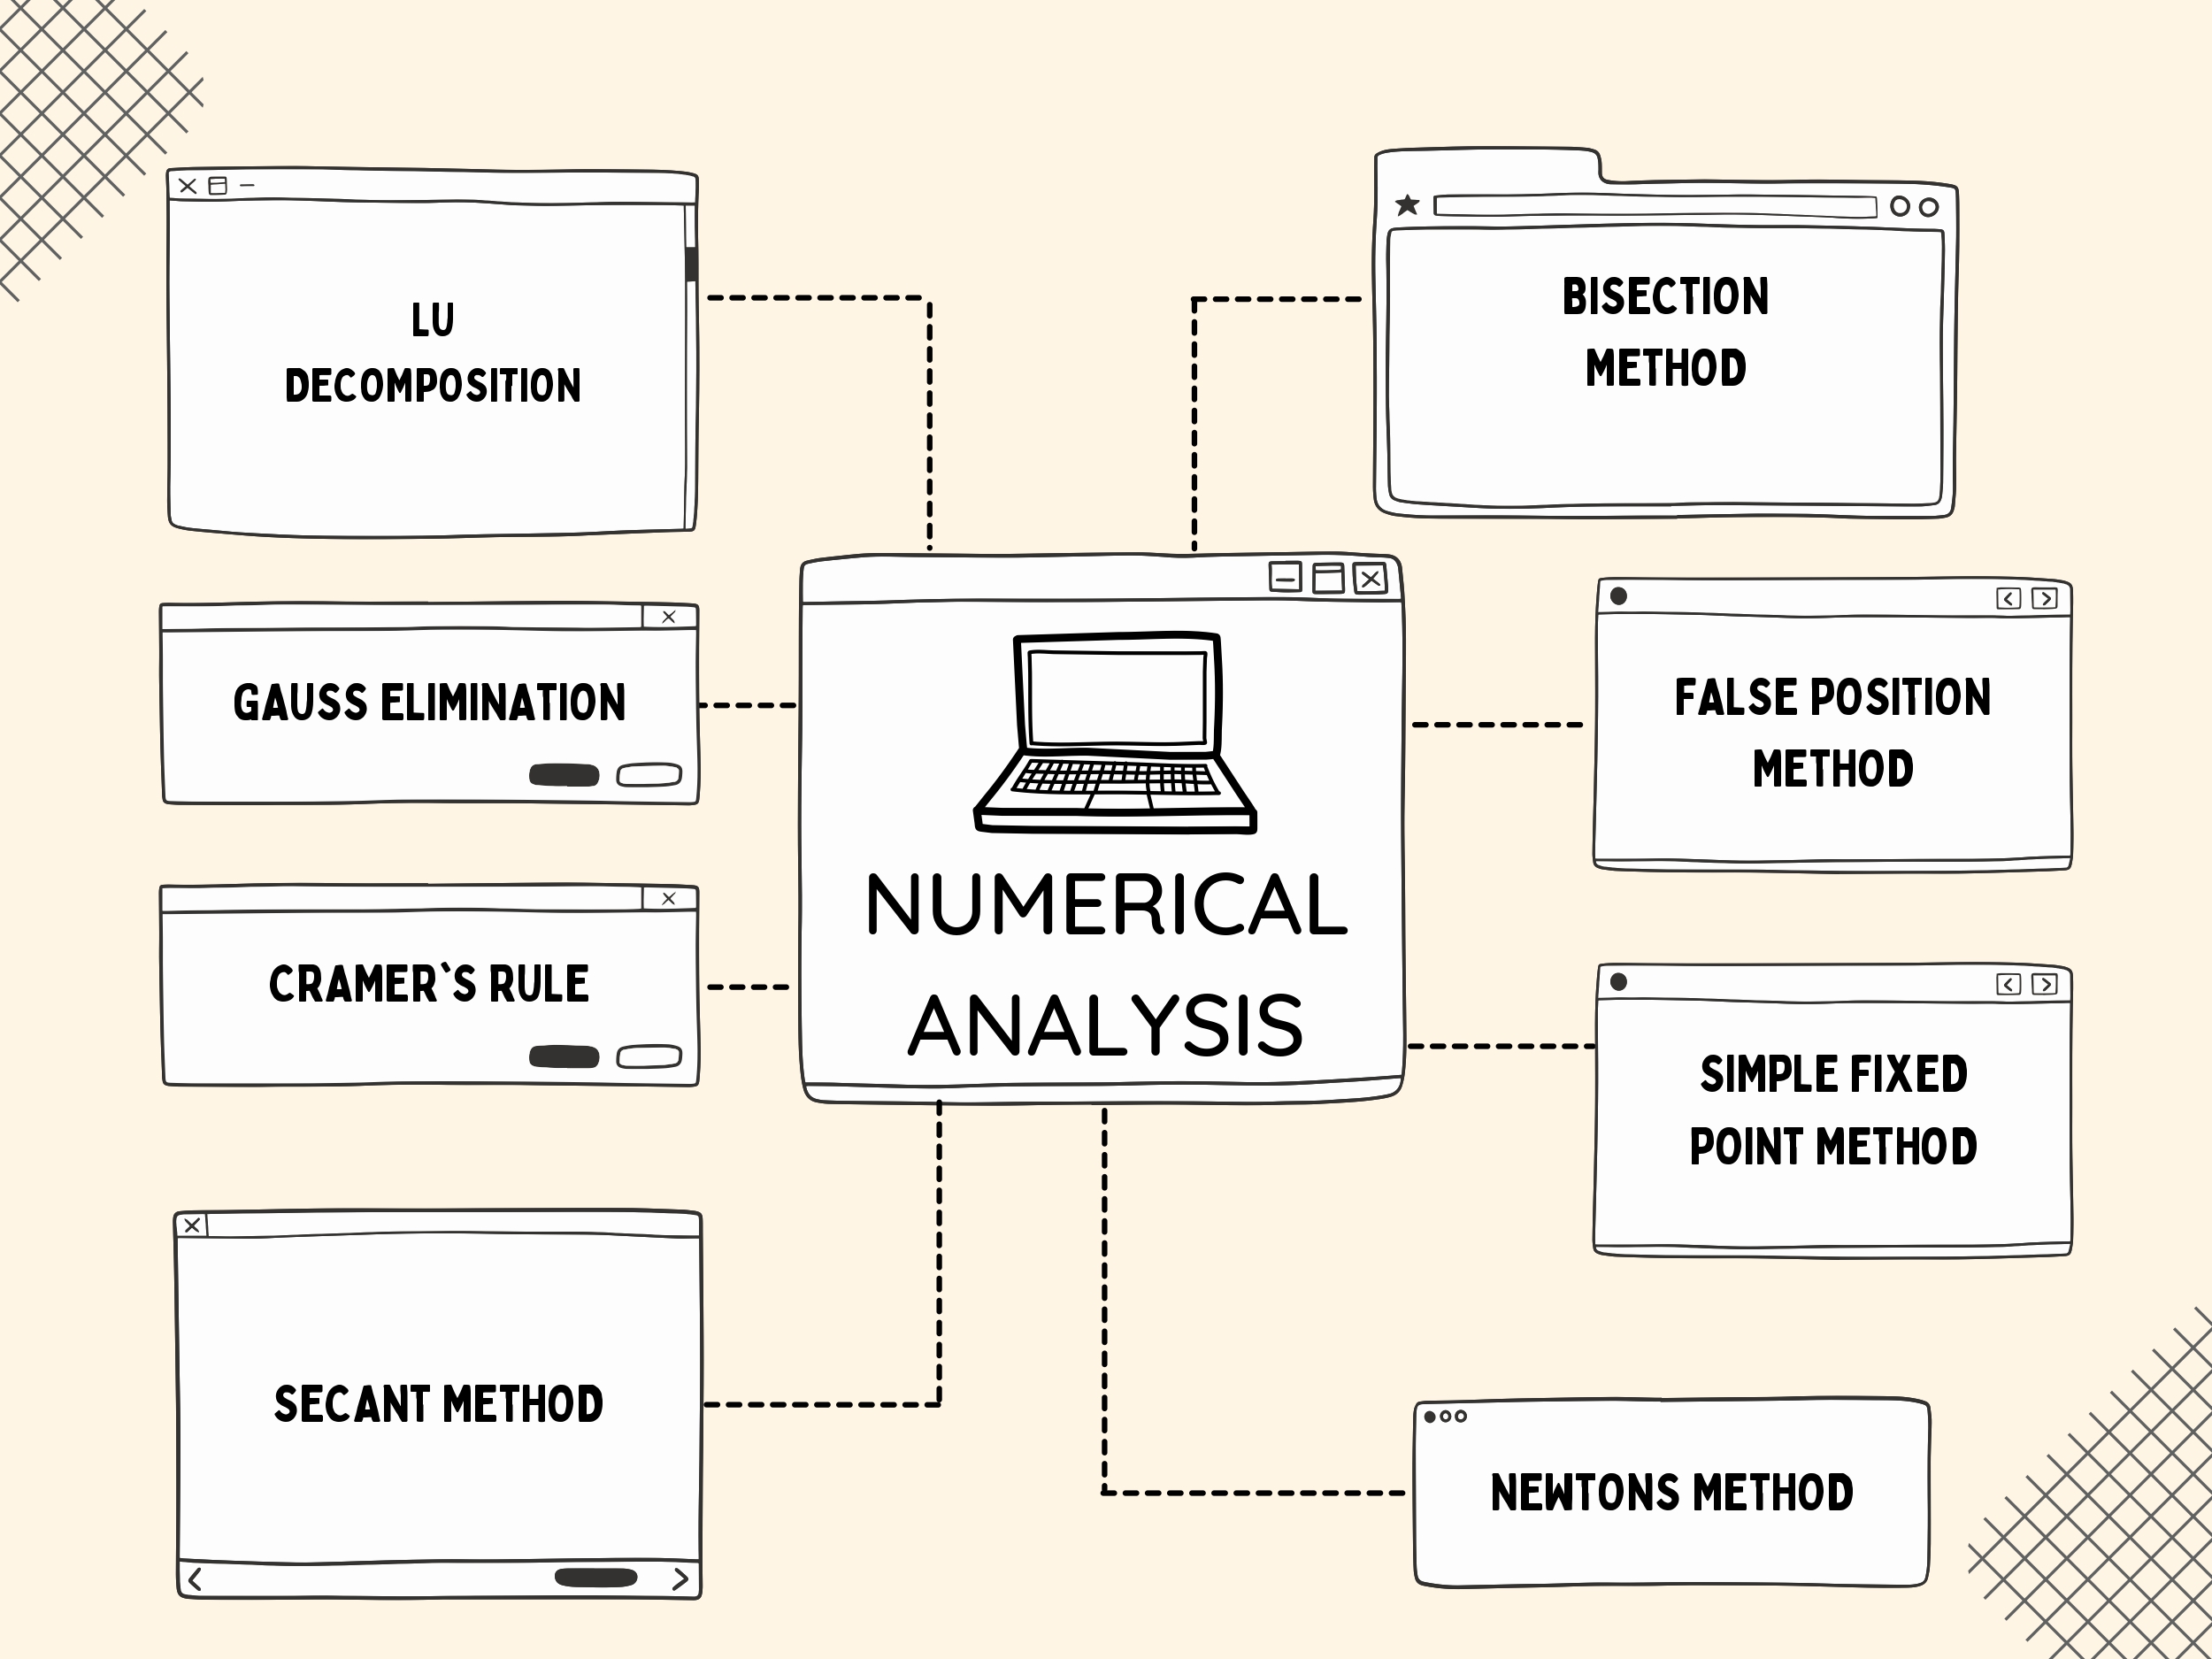 LU
DECOMPOSITION
BISECTION
METHOD
GAUSS ELIMINATION
FALSE POSITION
METHOD
NUMERICAL
ANALYSIS
CRAMER`S RULE
SIMPLE FIXED
POINT METHOD
SECANT METHOD
NEWTONS METHOD